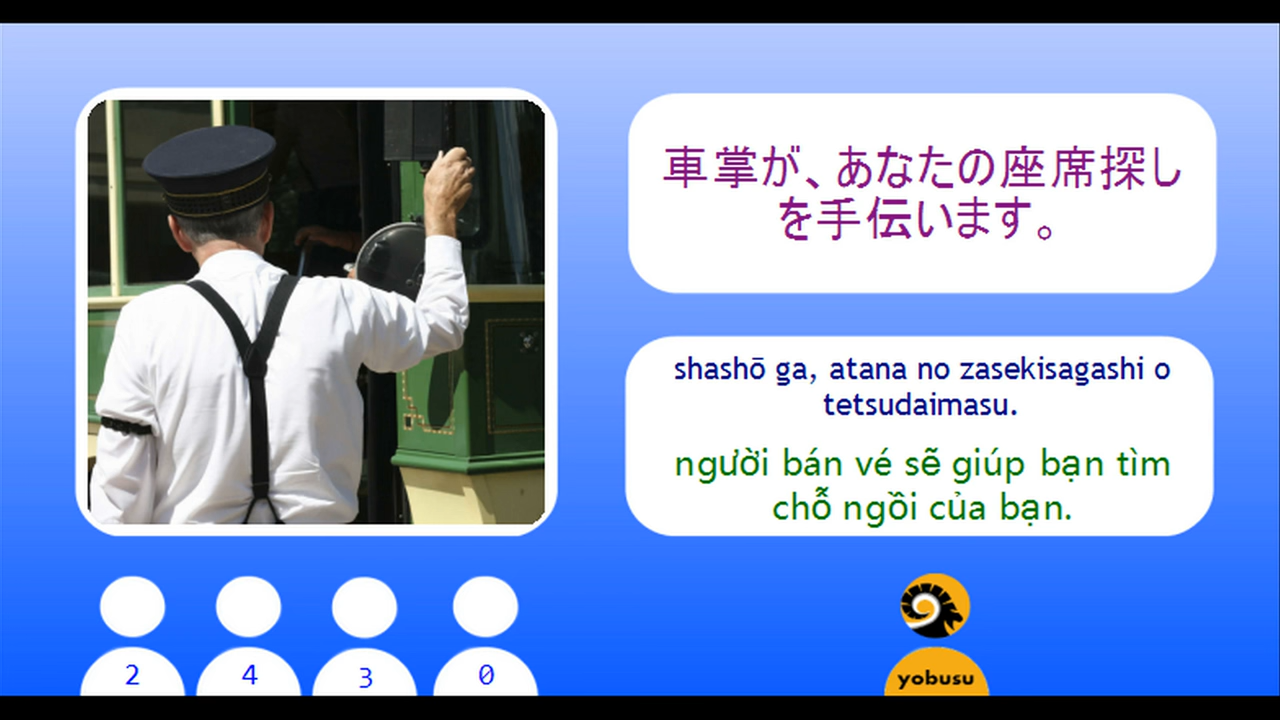 車掌が、あなたの座席探し
を手伝います。
shashō ga, atana no zasekisagashi o
tetsudaimasu.
người bán vé sẽ giúp bạn tìm
chỗ ngồi của bạn.
2 4 3 0
yobusu